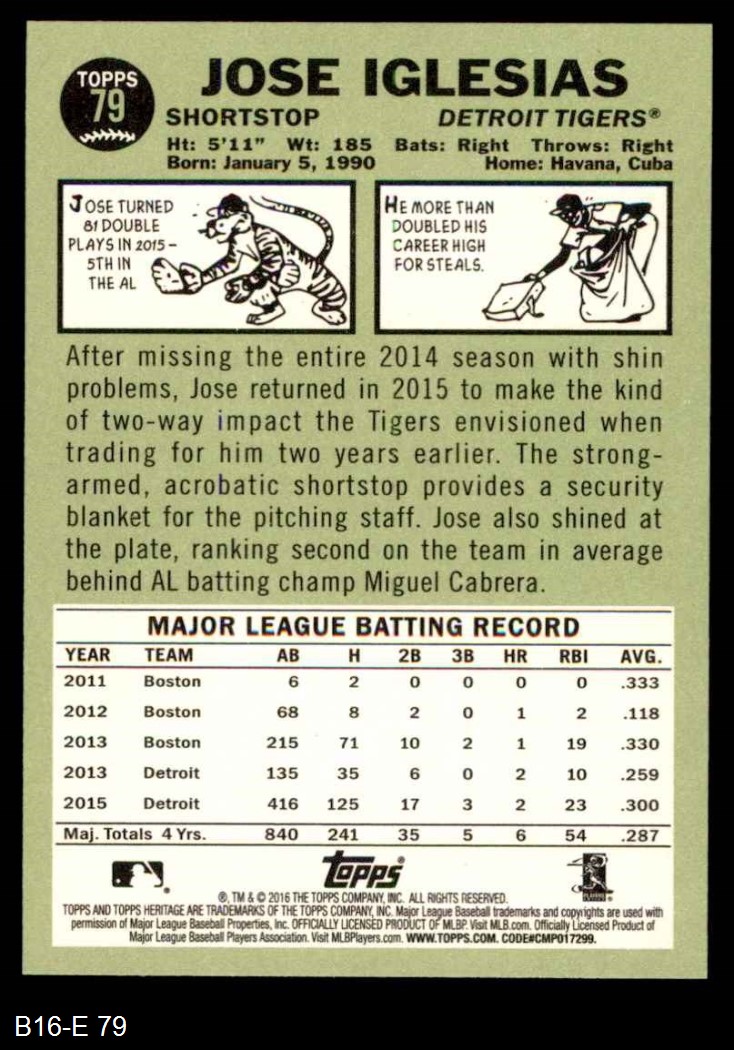 TOPPS
79
JOSE IGLESIAS
SHORTSTOP DETROIT TIGERS®
Ht: 5'11" Wt: 185 Bats: Right Throws: Right
Born: January 5, 1990 Home: Havana, Cuba
JOSE TURNED
81 DOUBLE
PLAYS IN 2015 –
5TH IN
THE AL
HE MORE THAN
DOUBLED HIS
CAREER HIGH
FOR STEALS.
After missing the entire 2014 season with shin
problems, Jose returned in 2015 to make the kind
of two-way impact the Tigers envisioned when
trading for him two years earlier. The strong-
armed, acrobatic shortstop provides a security
blanket for the pitching staff. Jose also shined at
the plate, ranking second on the team in average
behind AL batting champ Miguel Cabrera.
MAJOR LEAGUE BATTING RECORD
YEAR TEAM AB H 2B 3B HR RBI AVG.
2011 Boston 6 2 0 0 0 0 .333
2012 Boston 68 8 2 0 1 2 .118
2013 Boston 215 71 10 2 1 19 .330
2013 Detroit 135 35 6 0 2 10 .259
2015 Detroit 416 125 17 3 2 23 .300
Maj. Totals 4 Yrs. 840 241 35 5 6 54 .287
topps®
®, TM & © 2016 THE TOPPS COMPANY, INC. ALL RIGHTS RESERVED.
TOPPS AND TOPPS HERITAGE ARE TRADEMARKS OF THE TOPPS COMPANY, INC. Major League Baseball trademarks and copyrights are used with
permission of Major League Baseball Properties, Inc. OFFICIALLY LICENSED PRODUCT OF MLBP. Visit MLB.com. Officially Licensed Product of
Major League Baseball Players Association. Visit MLBPlayers.com. WWW.TOPPS.COM. CODE#CMP017299.
B16-E 79